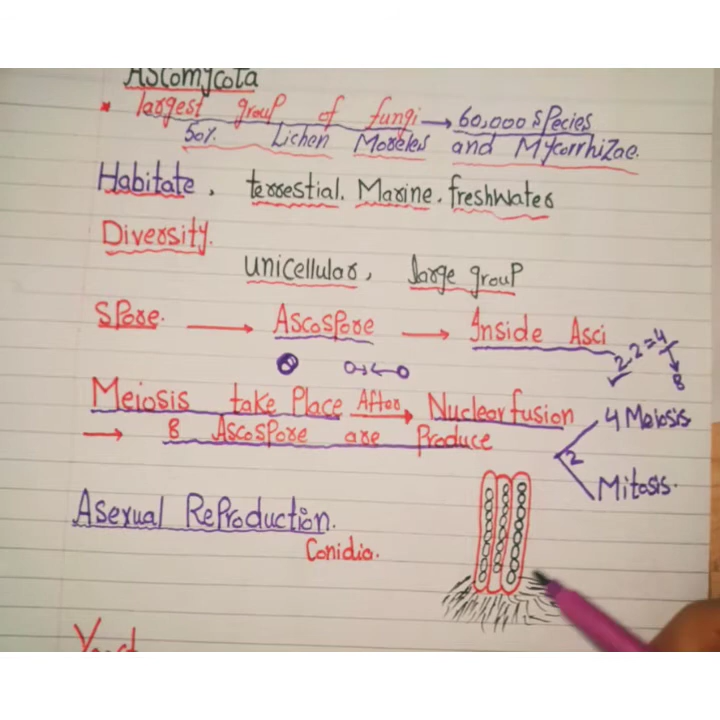 Ascomycota
* largest group of fungi → 60,000 species
50% Lichen Moreles and Mycorrhizae.
Habitate, terrestial. Marine. freshwater
Diversity.
unicellular, large group
Spore. → Ascospore → Inside Asci
2,2=4
8
Meiosis take Place After → Nuclear fusion
→ 8 Ascospore are Produce
4 Meiosis
2
Mitosis.
Asexual Reproduction.
Conidia.